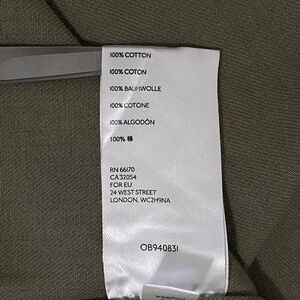 100% COTTON
100% COTON
100% BAUMWOLLE
100% COTONE
100% ALGODÓN
100% 棉
RN 66170
CA 32054
FOR EU
24 WEST STREET
LONDON, WC2H9NA
OB940831